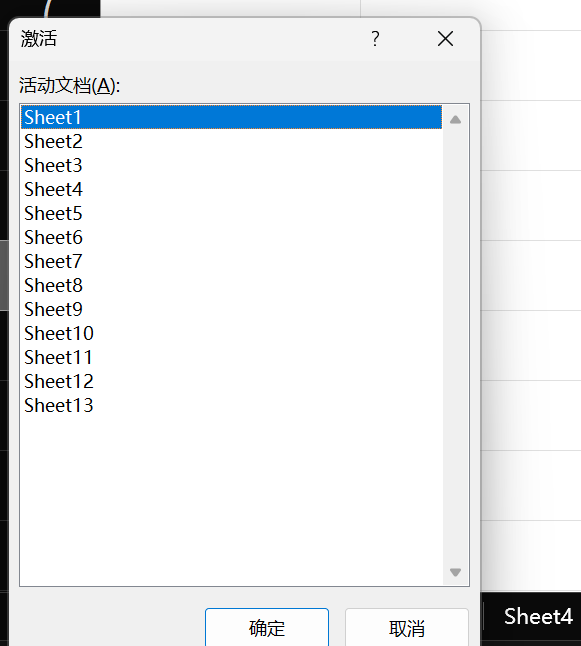 激活
?
活动文档(A):
Sheet1
Sheet2
Sheet3
Sheet4
Sheet5
Sheet6
Sheet7
Sheet8
Sheet9
Sheet10
Sheet11
Sheet12
Sheet13
确定
取消
Sheet4